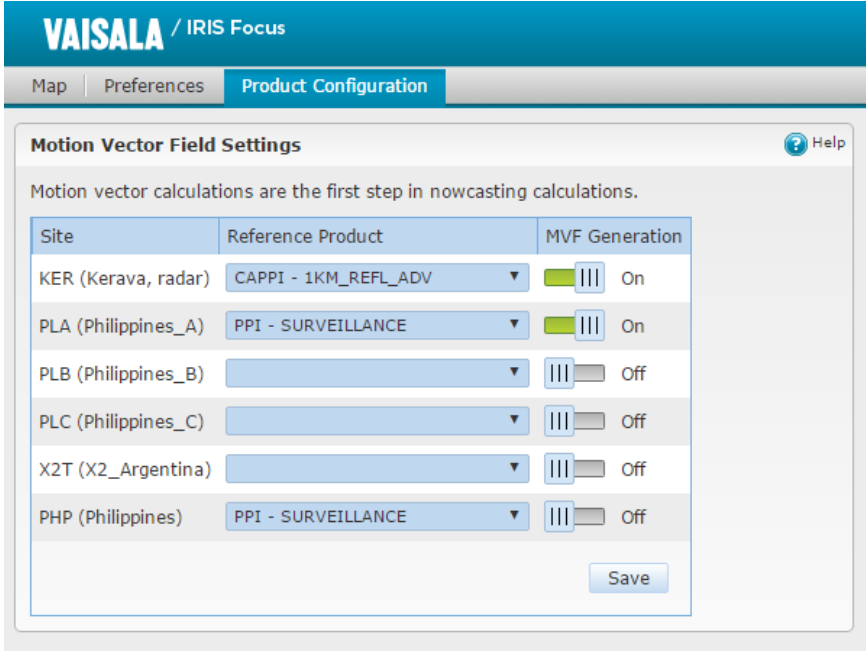 VAISALA / IRIS Focus
Map Preferences Product Configuration
Motion Vector Field Settings Help
Motion vector calculations are the first step in nowcasting calculations.
Site Reference Product MVF Generation
KER (Kerava, radar) CAPPI - 1KM_REFL_ADV On
PLA (Philippines_A) PPI - SURVEILLANCE On
PLB (Philippines_B) Off
PLC (Philippines_C) Off
X2T (X2_Argentina) Off
PHP (Philippines) PPI - SURVEILLANCE Off
Save